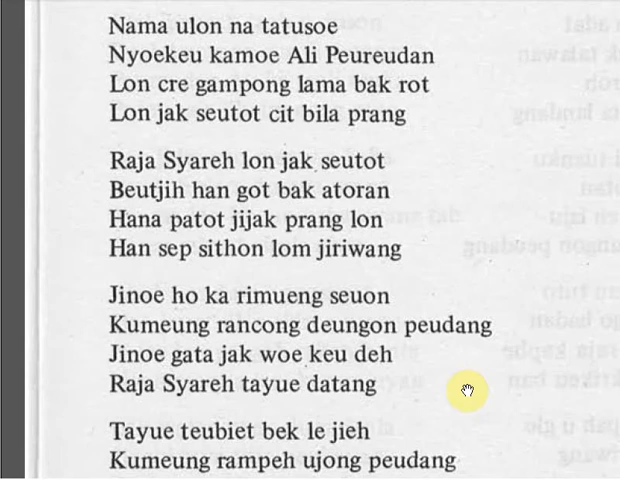 Nama ulon na tatusoe
Nyoekeu kamoe Ali Peureudan
Lon cre gampong lama bak rot
Lon jak seutot cit bila prang
Raja Syareh lon jak seutot
Beutjih han got bak atoran
Hana patot jijak prang lon
Han sep sithon lom jiriwang
Jinoe ho ka rimueng seuon
Kumeung rancong deungon peudang
Jinoe gata jak woe keu deh
Raja Syareh tayue datang
Tayue teubiet bek le jieh
Kumeung rampeh ujong peudang